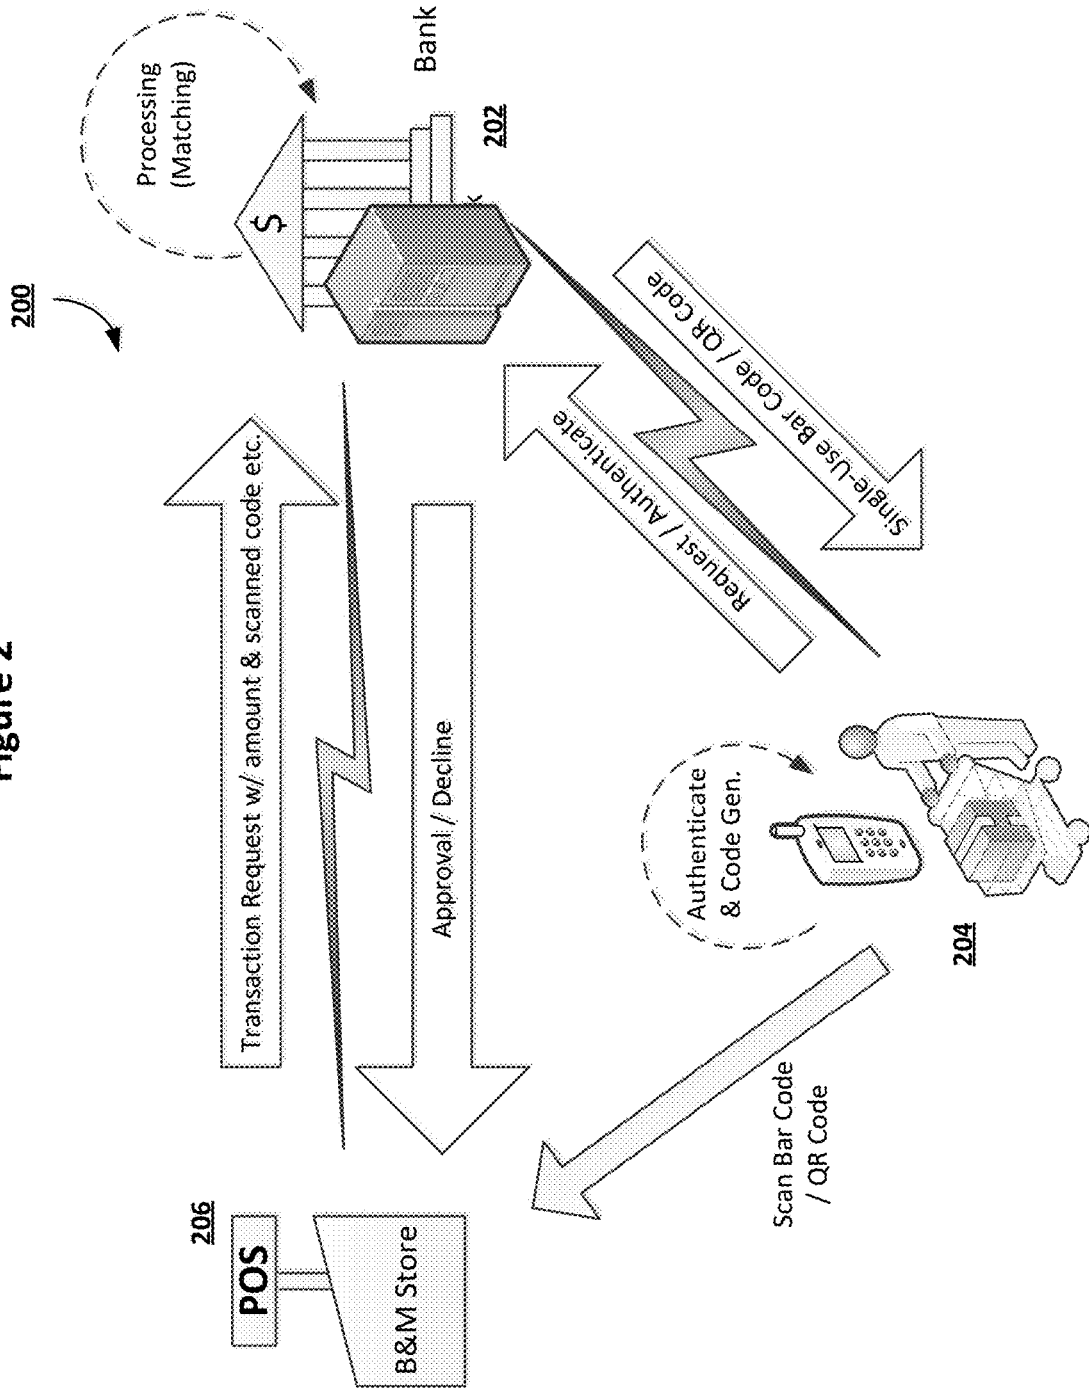 Figure 2
200
Processing
(Matching)
$
Bank
202
Transaction Request w/ amount & scanned code etc.
Approval / Decline
206
POS
B&M Store
Request / Authenticate
Single-Use Bar Code / QR Code
Authenticate
& Code Gen.
204
Scan Bar Code
/ QR Code